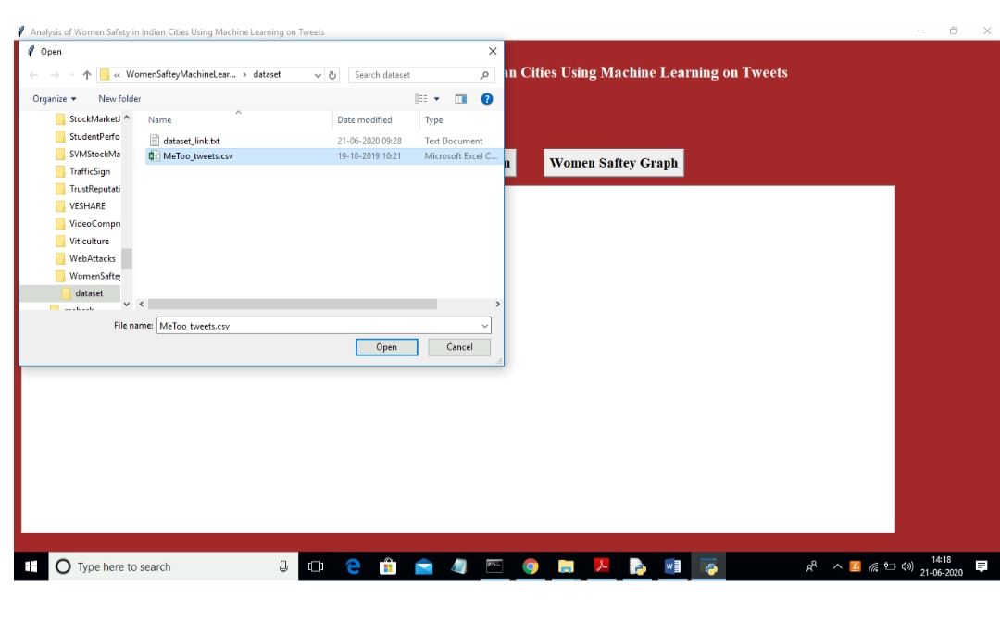 Analysis of Women Safety in Indian Cities Using Machine Learning on Tweets
Open
« WomenSafteyMachineLear... > dataset
Search dataset
an Cities Using Machine Learning on Tweets
Organize
New folder
StockMarketA
StudentPerfo
SVMStockMa
TrafficSign
TrustReputati
VESHARE
VideoCompre
Viticulture
WebAttacks
WomenSaftey
dataset
Name Date modified Type
dataset_link.txt 21-06-2020 09:28 Text Document
MeToo_tweets.csv 19-10-2019 10:21 Microsoft Excel C...
n
Women Saftey Graph
File name: MeToo_tweets.csv
Open
Cancel
Type here to search
14:18
21-06-2020